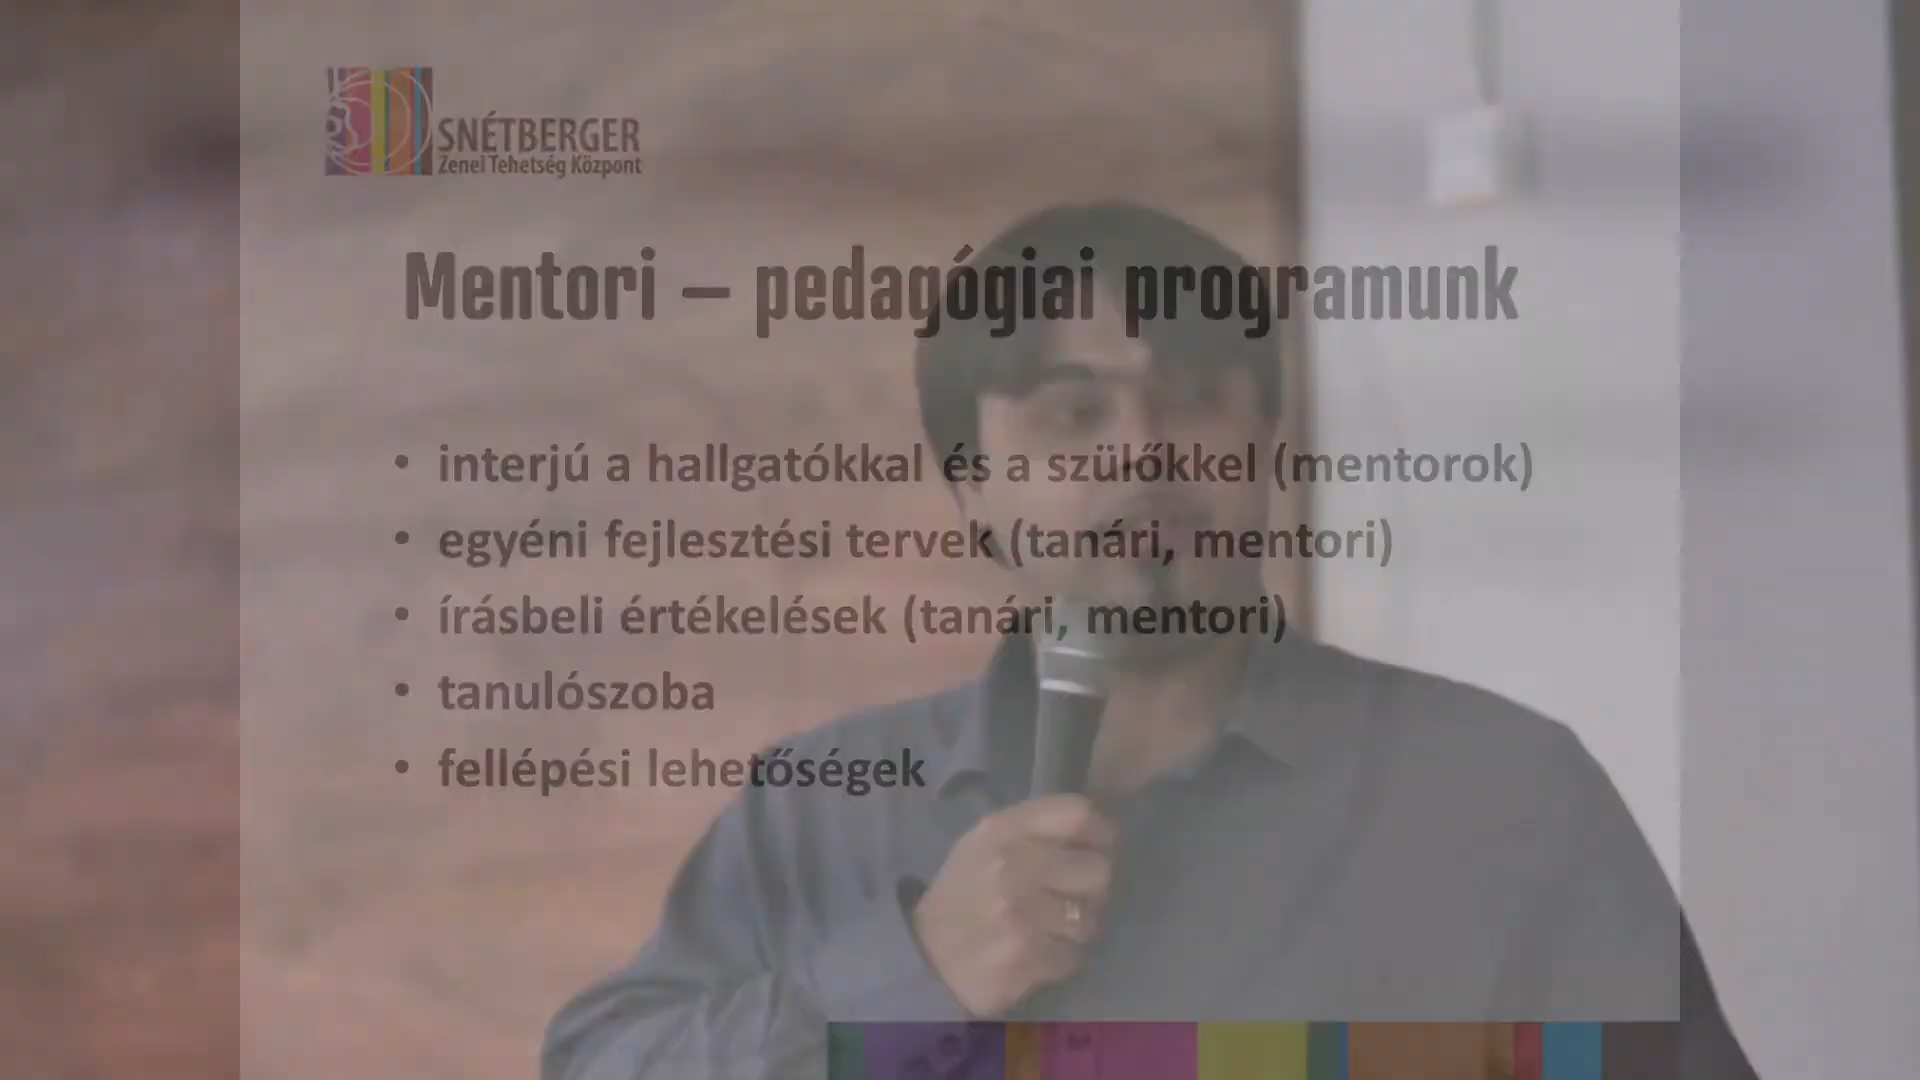 SNÉTBERGER
Zenei Tehetség Központ
Mentori – pedagógiai programunk
• interjú a hallgatókkal és a szülőkkel (mentorok)
• egyéni fejlesztési tervek (tanári, mentori)
• írásbeli értékelések (tanári, mentori)
• tanulószoba
• fellépési lehetőségek